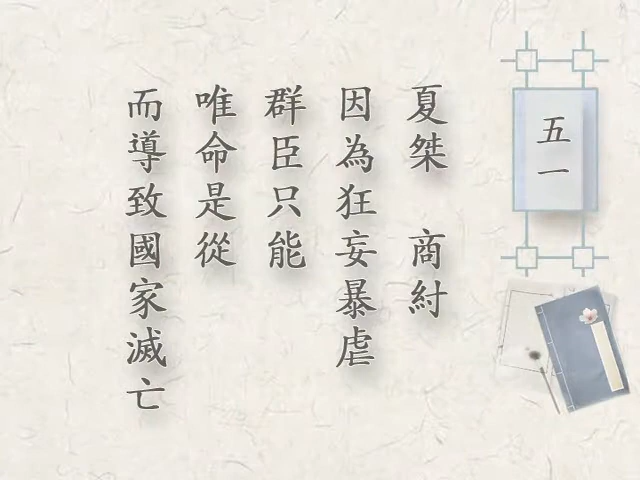 五一
夏桀 商紂
因為狂妄暴虐
群臣只能
唯命是從
而導致國家滅亡